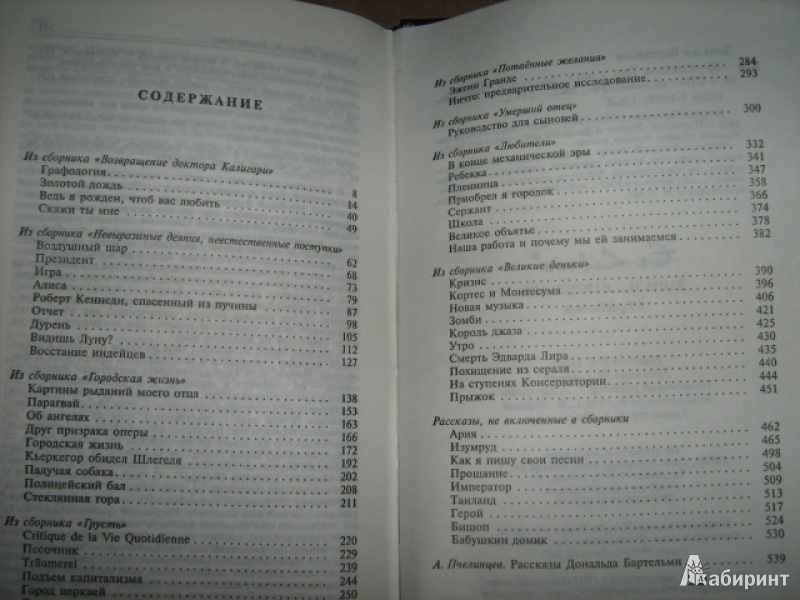 СОДЕРЖАНИЕ
Из сборника «Возвращение доктора Калигари»
Графология 8
Золотой дождь 14
Ведь я рожден, чтоб вас любить 40
Скажи ты мне 49
Из сборника «Невыразимые деяния, неестественные поступки»
Воздушный шар 62
Президент 68
Игра 73
Алиса 79
Роберт Кеннеди, спасенный из пучины 87
Отчет 98
Дурень 105
Видишь Луну? 112
Восстание индейцев 127
Из сборника «Городская жизнь»
Картины рыданий моего отца 138
Парагвай 153
Об ангелах 163
Друг призрака оперы 166
Городская жизнь 172
Кьеркегор обидел Шлегеля 192
Падучая собака 202
Полицейский бал 208
Стеклянная гора 211
Из сборника «Грусть»
Critique de la Vie Quotidienne 220
Песочник 229
Träumerei 239
Подъем капитализма 244
Город церквей 250
Из сборника «Потаённые желания»
Эжени Гранде 284
Ничто: предварительное исследование 293
Из сборника «Умерший отец»
Руководство для сыновей 300
Из сборника «Любители»
В конце механической эры 332
Ребекка 341
Пленница 347
Приобрел я городок 358
Сержант 366
Школа 374
Великое объятье 378
Наша работа и почему мы ей занимаемся 382
Из сборника «Великие деньки»
Кризис 390
Кортес и Монтесума 396
Новая музыка 406
Зомби 421
Король джаза 425
Утро 430
Смерть Эдварда Лира 435
Похищение из сераля 440
На ступенях Консерватории 444
Прыжок 451
Рассказы, не включенные в сборники
Ария 462
Изумруд 465
Как я пишу свои песни 498
Прощание 504
Император 509
Таиланд 513
Герой 517
Бишоп 524
Бабушкин домик 530
А. Пчелинцев. Рассказы Дональда Бартельми 539
Лабиринт